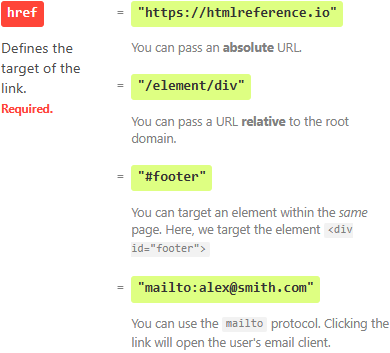 href
Defines the
target of the
link.
Required.
= "https://htmlreference.io"
You can pass an absolute URL.
= "/element/div"
You can pass a URL relative to the root
domain.
= "#footer"
You can target an element within the same
page. Here, we target the element <div
id="footer">
= "mailto:alex@smith.com"
You can use the mailto protocol. Clicking the
link will open the user's email client.